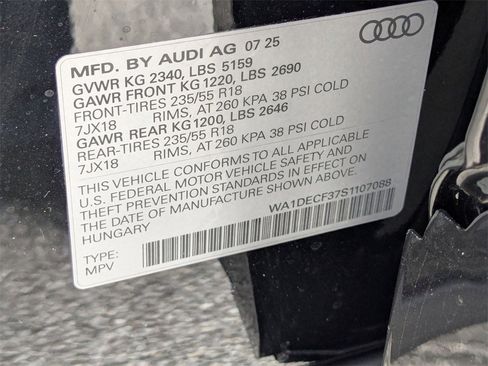 MFD. BY AUDI AG 07 25
GVWR KG 2340, LBS 5159
GAWR FRONT KG 1220, LBS 2690
FRONT-TIRES 235/55 R18
7JX18 RIMS, AT 260 KPA 38 PSI COLD
GAWR REAR KG 1200, LBS 2646
REAR-TIRES 235/55 R18
7JX18 RIMS, AT 260 KPA 38 PSI COLD
THIS VEHICLE CONFORMS TO ALL APPLICABLE
U.S. FEDERAL MOTOR VEHICLE SAFETY AND
THEFT PREVENTION STANDARDS IN EFFECT ON
THE DATE OF MANUFACTURE SHOWN ABOVE
HUNGARY
WA1DECF37S1107088
TYPE:
MPV